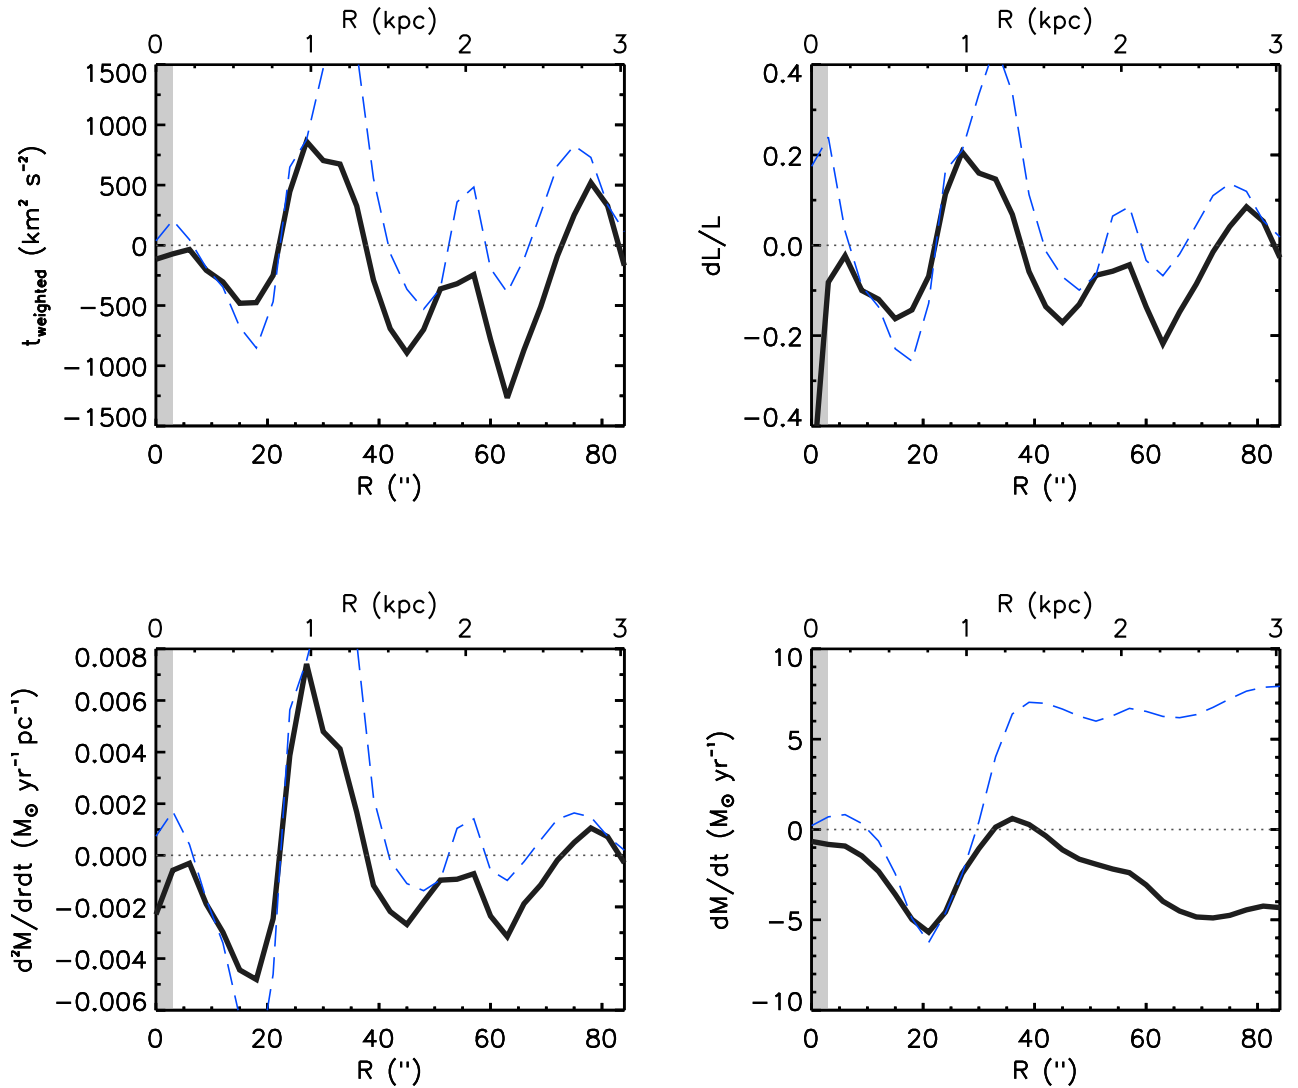 R (kpc)
0 1 2 3
1500
1000
500
0
−500
−1000
−1500
t_weighted (km² s⁻²)
0 20 40 60 80
R (")
R (kpc)
0 1 2 3
0.4
0.2
0.0
−0.2
−0.4
dL/L
0 20 40 60 80
R (")
R (kpc)
0 1 2 3
0.008
0.006
0.004
0.002
0.000
−0.002
−0.004
−0.006
d²M/drdt (M☉ yr⁻¹ pc⁻¹)
0 20 40 60 80
R (")
R (kpc)
0 1 2 3
10
5
0
−5
−10
dM/dt (M☉ yr⁻¹)
0 20 40 60 80
R (")